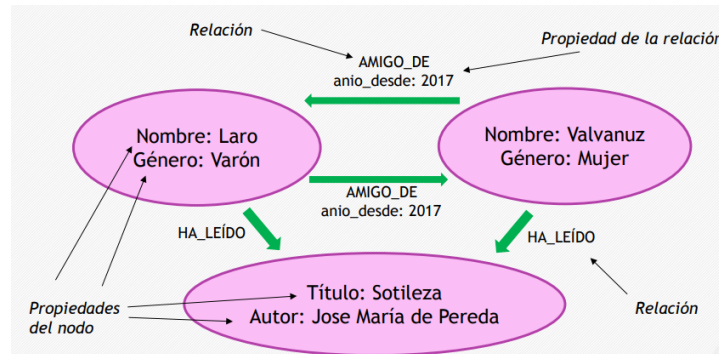 Relación
Propiedad de la relación
AMIGO_DE
anio_desde: 2017
Nombre: Laro
Género: Varón
Nombre: Valvanuz
Género: Mujer
AMIGO_DE
anio_desde: 2017
HA_LEÍDO
HA_LEÍDO
Título: Sotileza
Autor: Jose María de Pereda
Propiedades
del nodo
Relación